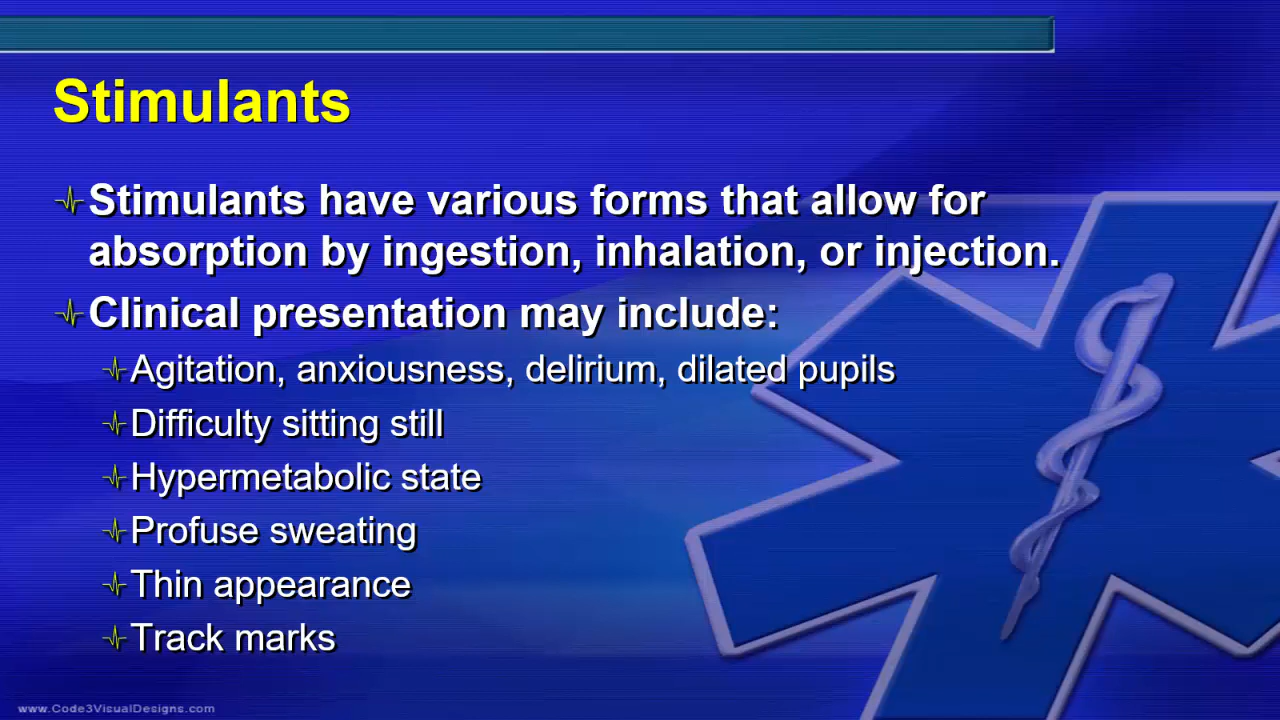 Stimulants
Stimulants have various forms that allow for
absorption by ingestion, inhalation, or injection.
Clinical presentation may include:
Agitation, anxiousness, delirium, dilated pupils
Difficulty sitting still
Hypermetabolic state
Profuse sweating
Thin appearance
Track marks
www.Code3VisualDesigns.com